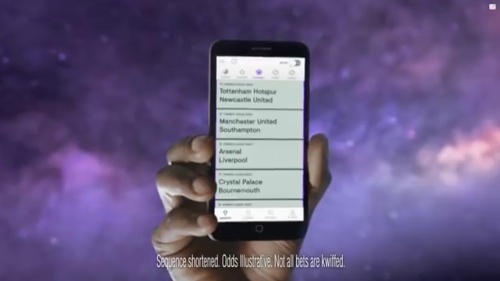 Tottenham Hotspur
Newcastle United
Manchester United
Southampton
Arsenal
Liverpool
Crystal Palace
Bournemouth
Sequence shortened. Odds Illustrative. Not all bets are kwiffed.